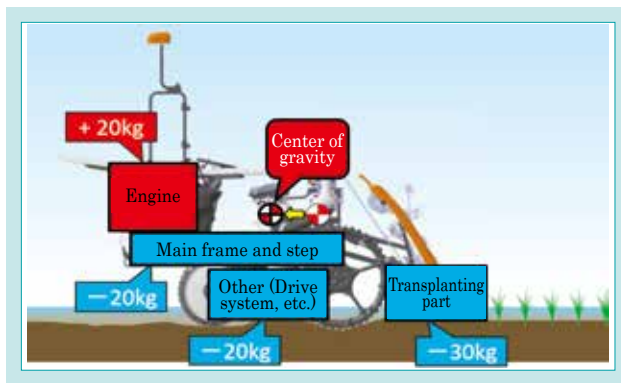 + 20kg
Center of
gravity
Engine
Main frame and step
−20kg
Other (Drive
system, etc.)
Transplanting
part
−20kg
−30kg